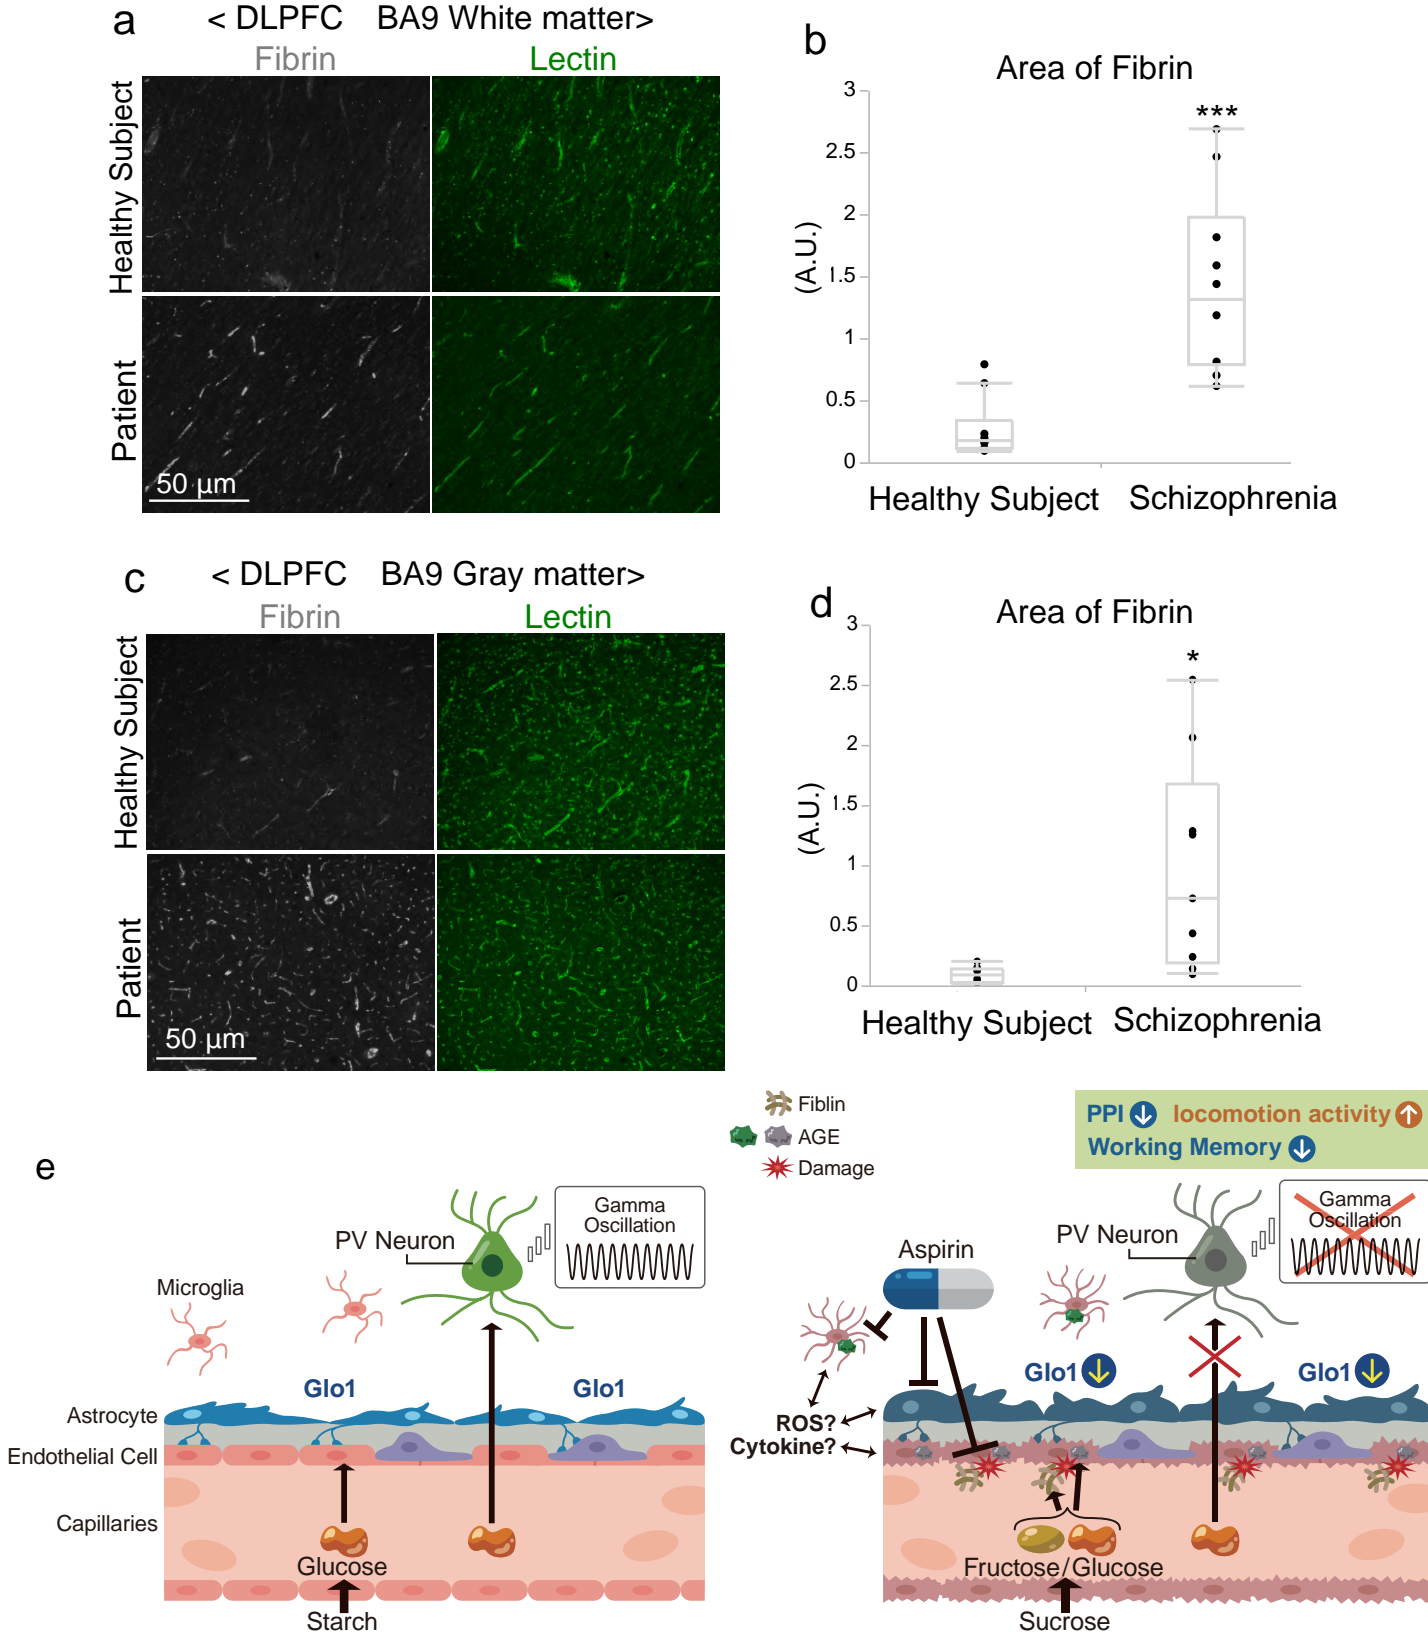 a
< DLPFC BA9 White matter>
Fibrin Lectin
Healthy Subject
Patient
50 μm
b
Area of Fibrin
***
3
2.5
2
1.5
1
0.5
0
(A.U.)
Healthy Subject Schizophrenia
c
< DLPFC BA9 Gray matter>
Fibrin Lectin
Healthy Subject
Patient
50 μm
d
Area of Fibrin
*
3
2.5
2
1.5
1
0.5
0
(A.U.)
Healthy Subject Schizophrenia
e
Fiblin
AGE
Damage
PPI locomotion activity
Working Memory
Gamma
Oscillation
PV Neuron
Microglia
Glo1 Glo1
Astrocyte
Endothelial Cell
Capillaries
Glucose
Starch
Gamma
Oscillation
PV Neuron
Aspirin
Glo1 Glo1
ROS?
Cytokine?
Fructose/Glucose
Sucrose